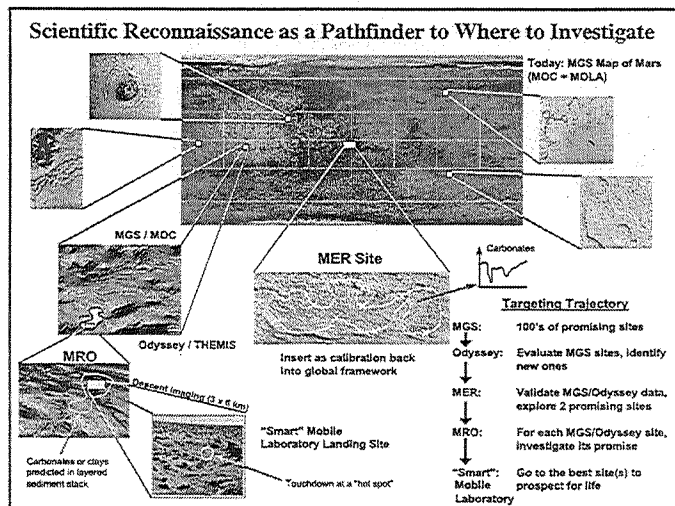 Scientific Reconnaissance as a Pathfinder to Where to Investigate
Today: MGS Map of Mars
(MOC + MOLA)
MGS / MOC
MER Site
Carbonates
Odyssey / THEMIS
Insert as calibration back
into global framework
MRO
Descent Imaging (3 x 6 km)
"Smart" Mobile
Laboratory Landing Site
Carbonates or clays
predicted in layered
sediment stack
Touchdown at a "hot spot"
Targeting Trajectory
MGS: 100's of promising sites
Odyssey: Evaluate MGS sites, identify
new ones
MER: Validate MGS/Odyssey data,
explore 2 promising sites
MRO: For each MGS/Odyssey site,
investigate its promise
"Smart": Go to the best site(s) to
Mobile prospect for life
Laboratory